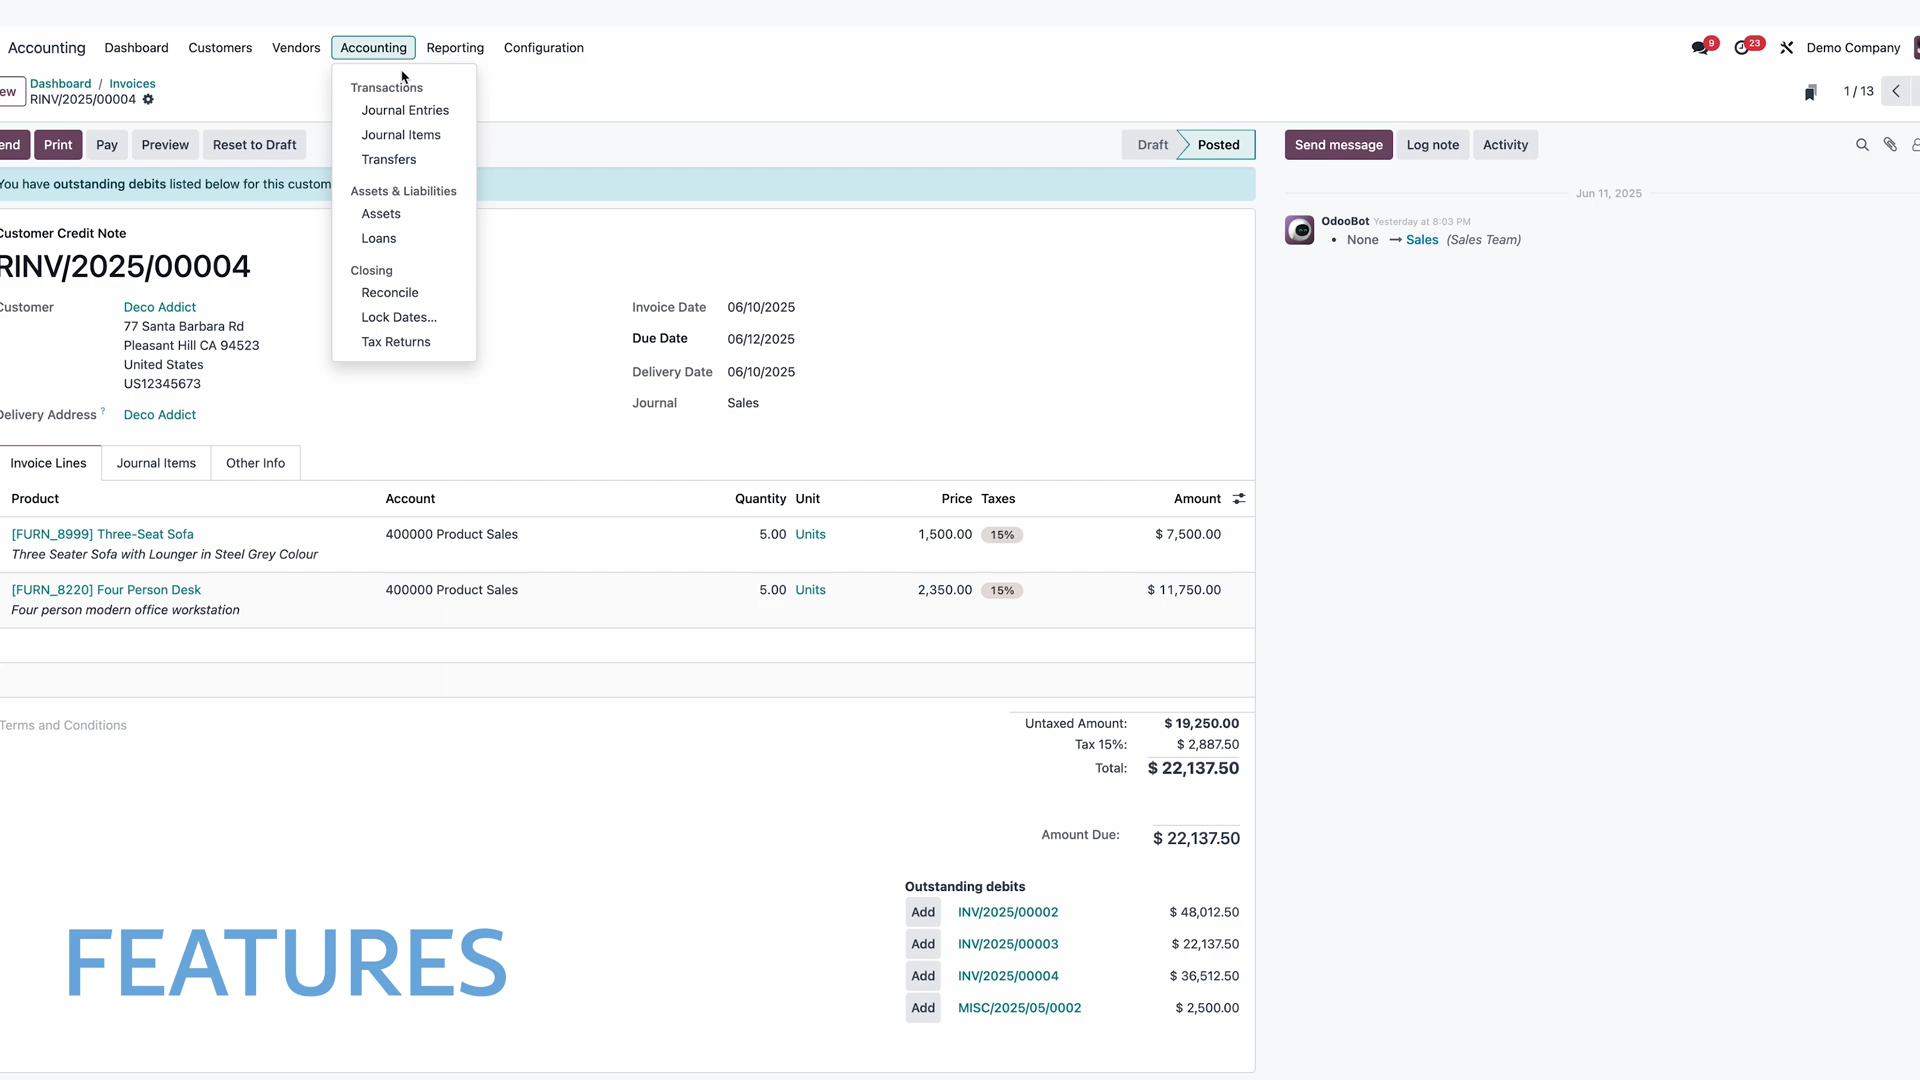 Accounting Dashboard Customers Vendors Accounting Reporting Configuration 9 23 Demo Company
ew Dashboard / Invoices
RINV/2025/00004
1 / 13
Transactions
Journal Entries
Journal Items
Transfers
Assets & Liabilities
Assets
Loans
Closing
Reconcile
Lock Dates...
Tax Returns
end Print Pay Preview Reset to Draft Draft Posted Send message Log note Activity
You have outstanding debits listed below for this custom
Jun 11, 2025
OdooBot Yesterday at 8:03 PM
• None → Sales (Sales Team)
Customer Credit Note
RINV/2025/00004
Customer Deco Addict
77 Santa Barbara Rd
Pleasant Hill CA 94523
United States
US12345673
Delivery Address ? Deco Addict
Invoice Date 06/10/2025
Due Date 06/12/2025
Delivery Date 06/10/2025
Journal Sales
Invoice Lines Journal Items Other Info
Product Account Quantity Unit Price Taxes Amount
[FURN_8999] Three-Seat Sofa 400000 Product Sales 5.00 Units 1,500.00 15% $ 7,500.00
Three Seater Sofa with Lounger in Steel Grey Colour
[FURN_8220] Four Person Desk 400000 Product Sales 5.00 Units 2,350.00 15% $ 11,750.00
Four person modern office workstation
Terms and Conditions
Untaxed Amount: $ 19,250.00
Tax 15%: $ 2,887.50
Total: $ 22,137.50
Amount Due: $ 22,137.50
Outstanding debits
Add INV/2025/00002 $ 48,012.50
Add INV/2025/00003 $ 22,137.50
Add INV/2025/00004 $ 36,512.50
Add MISC/2025/05/0002 $ 2,500.00
FEATURES